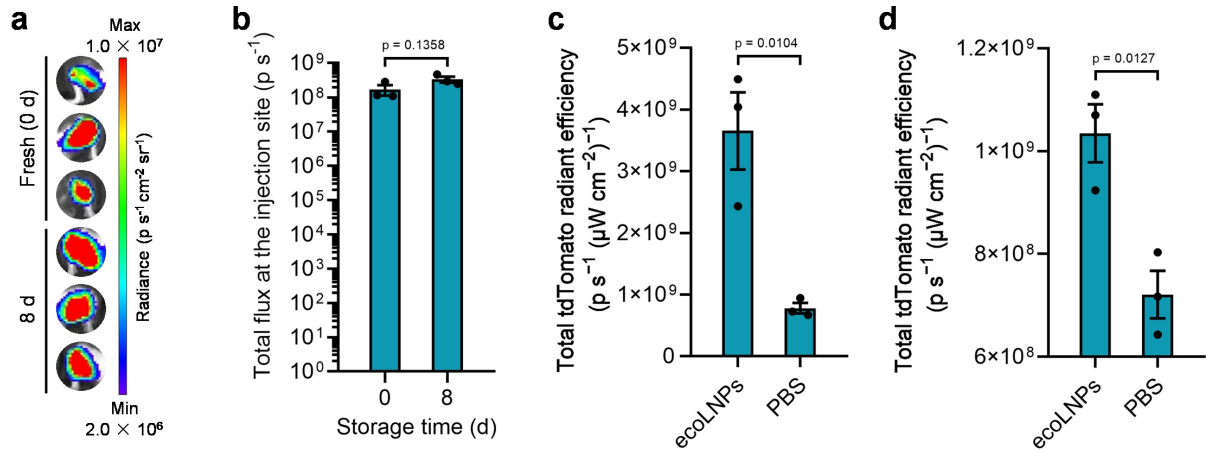 a
Max
1.0 × 10⁷
Fresh (0 d)
8 d
Radiance (p s⁻¹ cm⁻² sr⁻¹)
Min
2.0 × 10⁶
b
Total flux at the injection site (p s⁻¹)
p = 0.1358
10⁹
10⁸
10⁷
10⁶
10⁵
10⁴
10³
10²
10¹
10⁰
0
8
Storage time (d)
c
Total tdTomato radiant efficiency
(p s⁻¹ (µW cm⁻²)⁻¹)
p = 0.0104
5×10⁹
4×10⁹
3×10⁹
2×10⁹
1×10⁹
0
ecoLNPs
PBS
d
Total tdTomato radiant efficiency
(p s⁻¹ (µW cm⁻²)⁻¹)
p = 0.0127
1.2×10⁹
1×10⁹
8×10⁸
6×10⁸
ecoLNPs
PBS